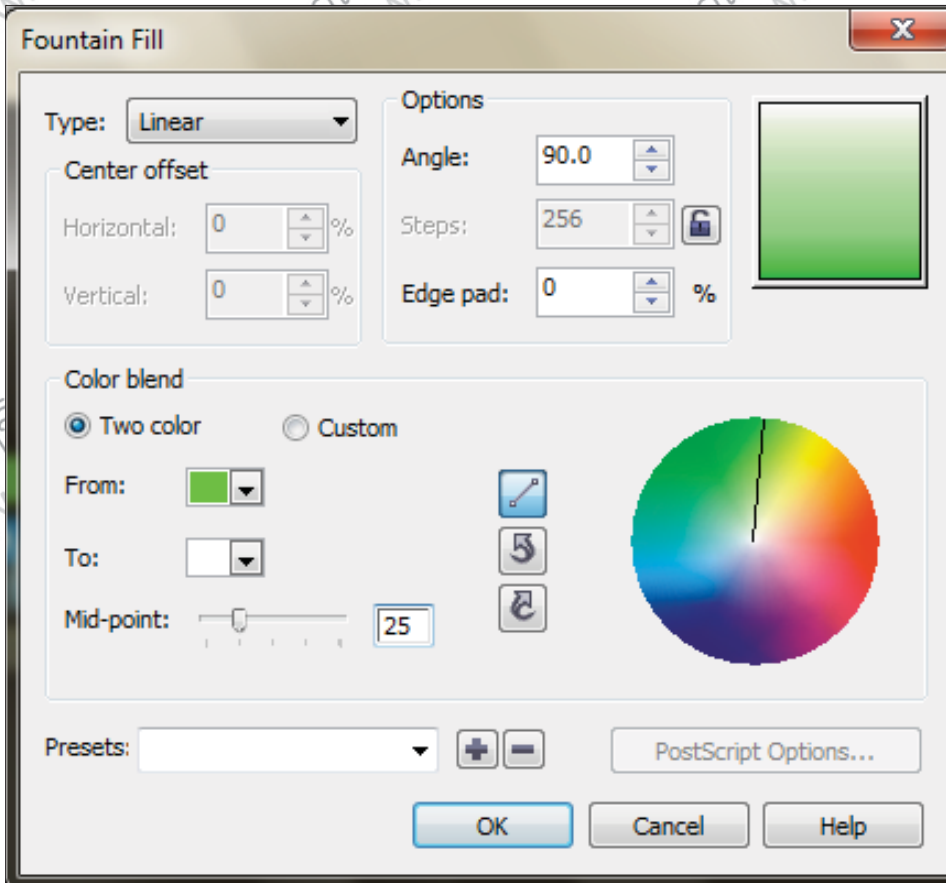 Fountain Fill
Type: Linear
Options
Angle: 90.0
Center offset
Horizontal: 0 %
Steps: 256
Vertical: 0 %
Edge pad: 0 %
Color blend
Two color Custom
From:
To:
Mid-point: 25
Presets: PostScript Options...
OK Cancel Help